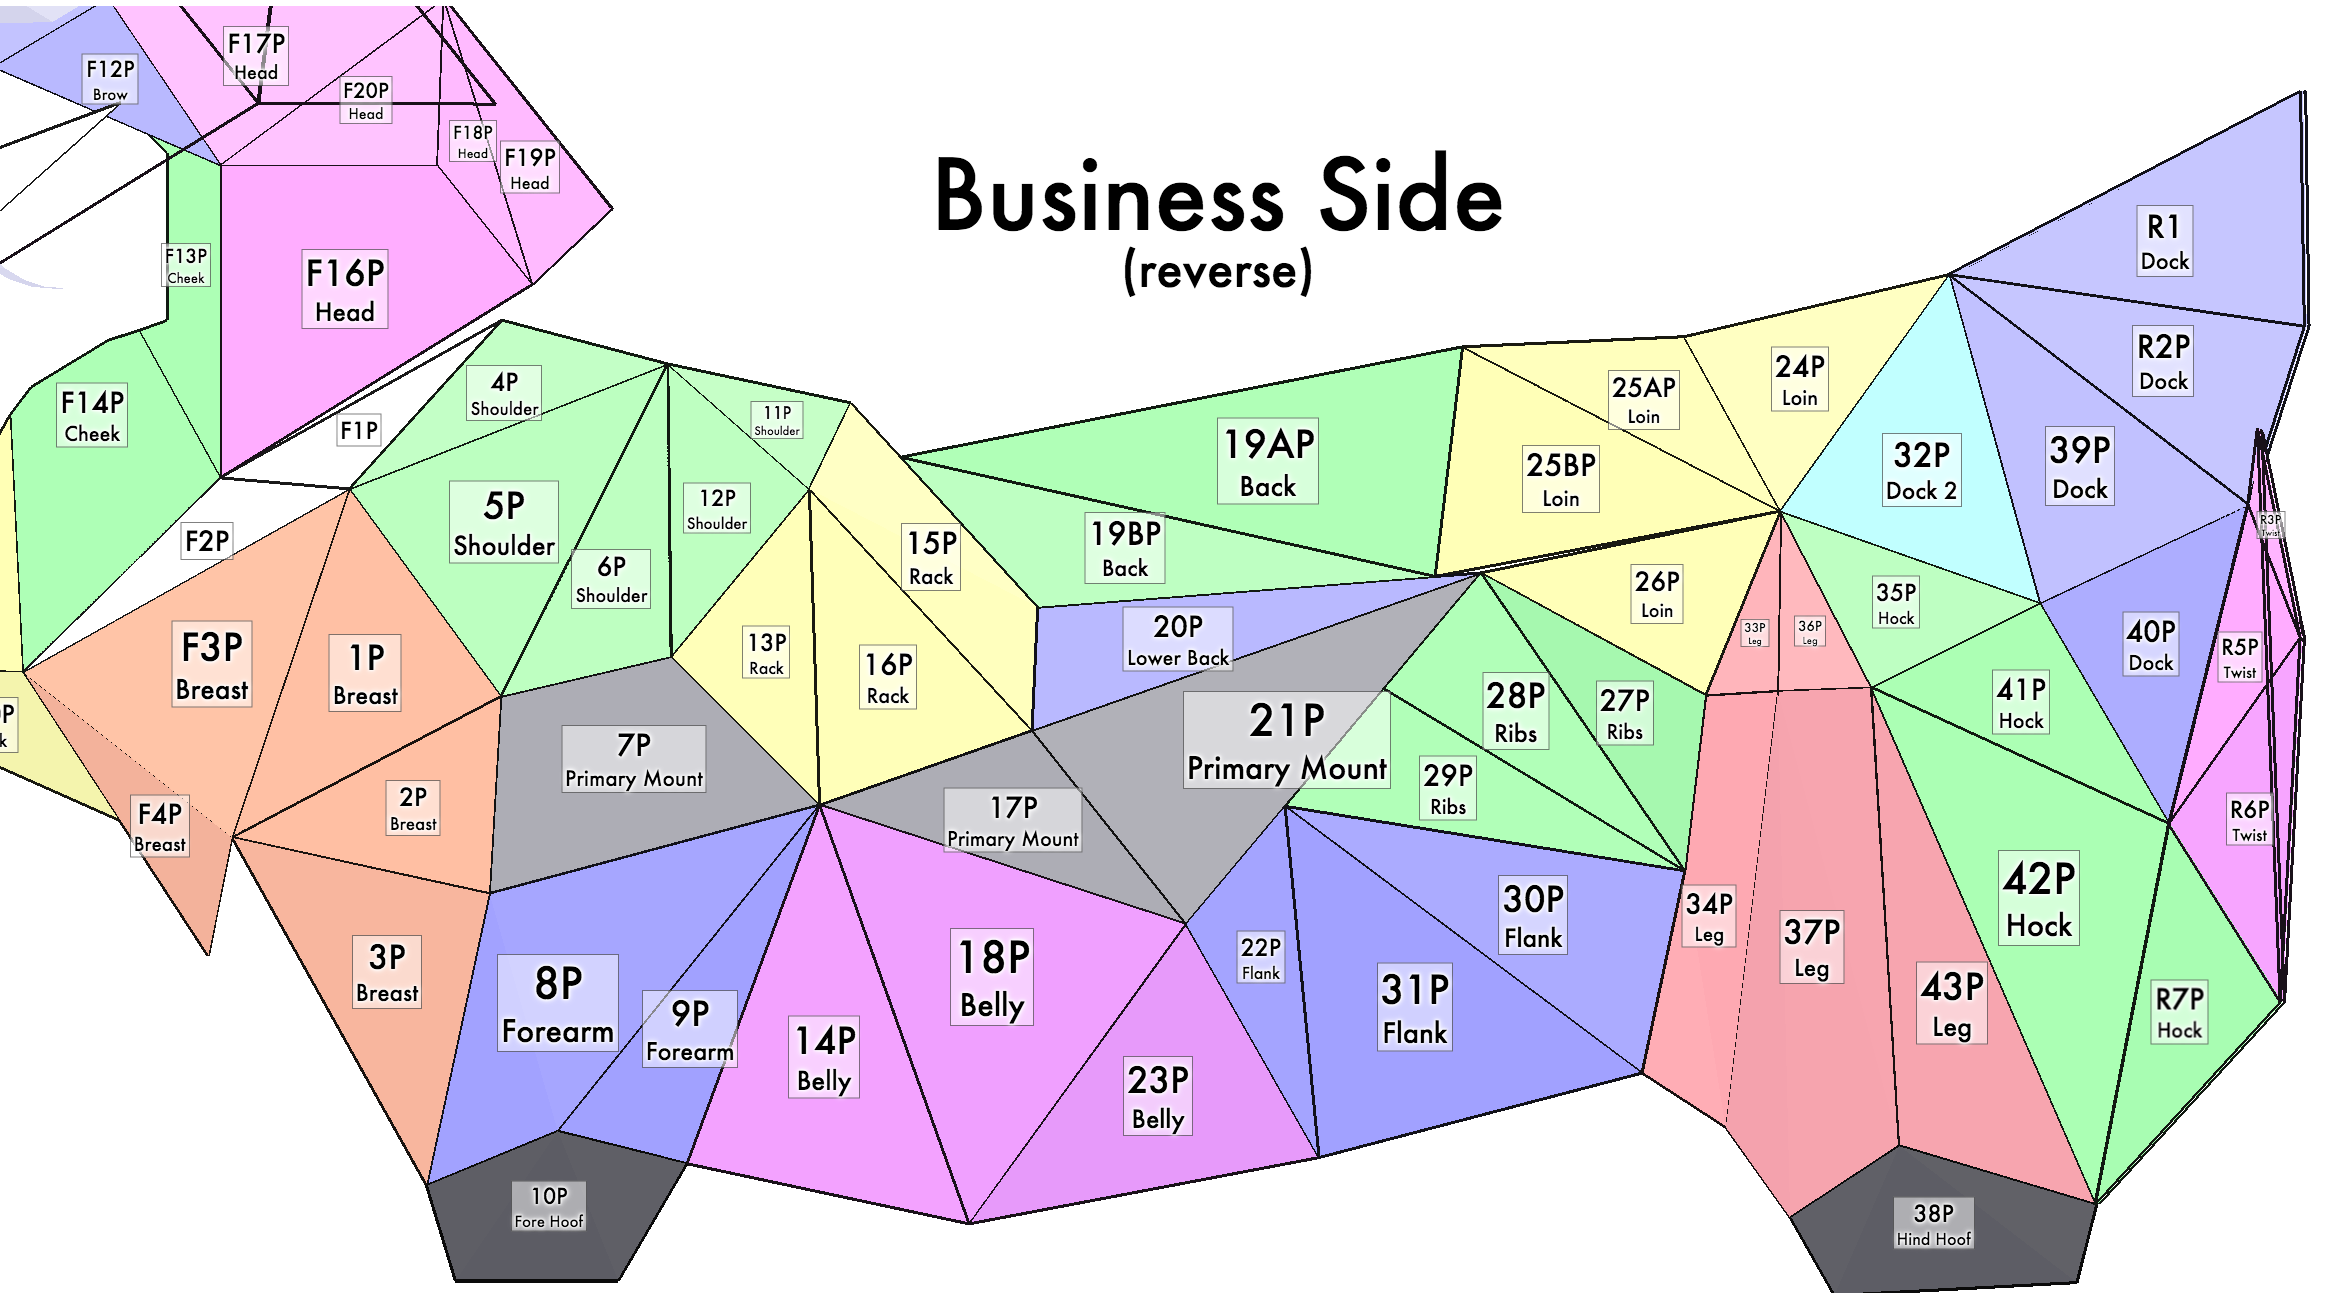 F17P
Head
F12P
Brow
F20P
Head
F18P
Head
F19P
Head
Business Side
(reverse)
R1
Dock
F13P
Cheek
F16P
Head
R2P
Dock
4P
Shoulder
24P
Loin
25AP
Loin
F14P
Cheek
F1P
11P
Shoulder
19AP
Back
25BP
Loin
32P
Dock 2
39P
Dock
5P
Shoulder
12P
Shoulder
R3P
Twist
F2P
15P
Rack
19BP
Back
6P
Shoulder
26P
Loin
35P
Hock
F3P
Breast
1P
Breast
13P
Rack
16P
Rack
20P
Lower Back
33P
Leg
36P
Leg
40P
Dock
R5P
Twist
P
k
7P
Primary Mount
21P
Primary Mount
28P
Ribs
27P
Ribs
41P
Hock
F4P
Breast
2P
Breast
17P
Primary Mount
29P
Ribs
R6P
Twist
3P
Breast
8P
Forearm
9P
Forearm
14P
Belly
18P
Belly
23P
Belly
22P
Flank
31P
Flank
30P
Flank
34P
Leg
37P
Leg
43P
Leg
42P
Hock
R7P
Hock
10P
Fore Hoof
38P
Hind Hoof